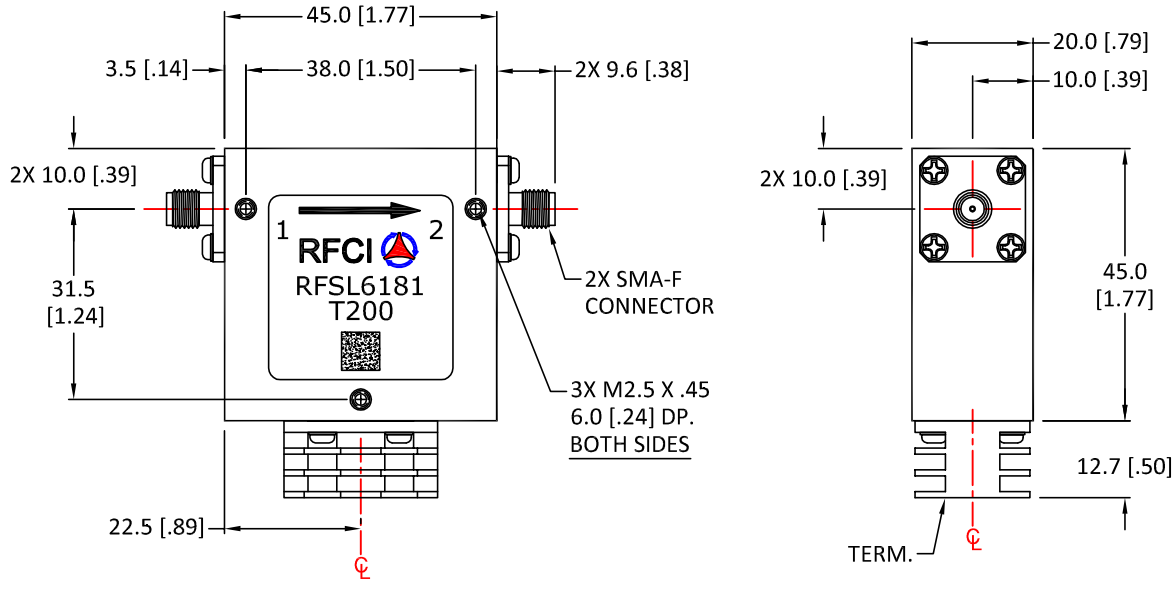 45.0 [1.77]
3.5 [.14]
38.0 [1.50]
2X 9.6 [.38]
2X 10.0 [.39]
31.5
[1.24]
1
2
RFCI
RFSL6181
T200
2X SMA-F
CONNECTOR
3X M2.5 X .45
6.0 [.24] DP.
BOTH SIDES
22.5 [.89]
℄
20.0 [.79]
10.0 [.39]
2X 10.0 [.39]
45.0
[1.77]
12.7 [.50]
TERM.
℄